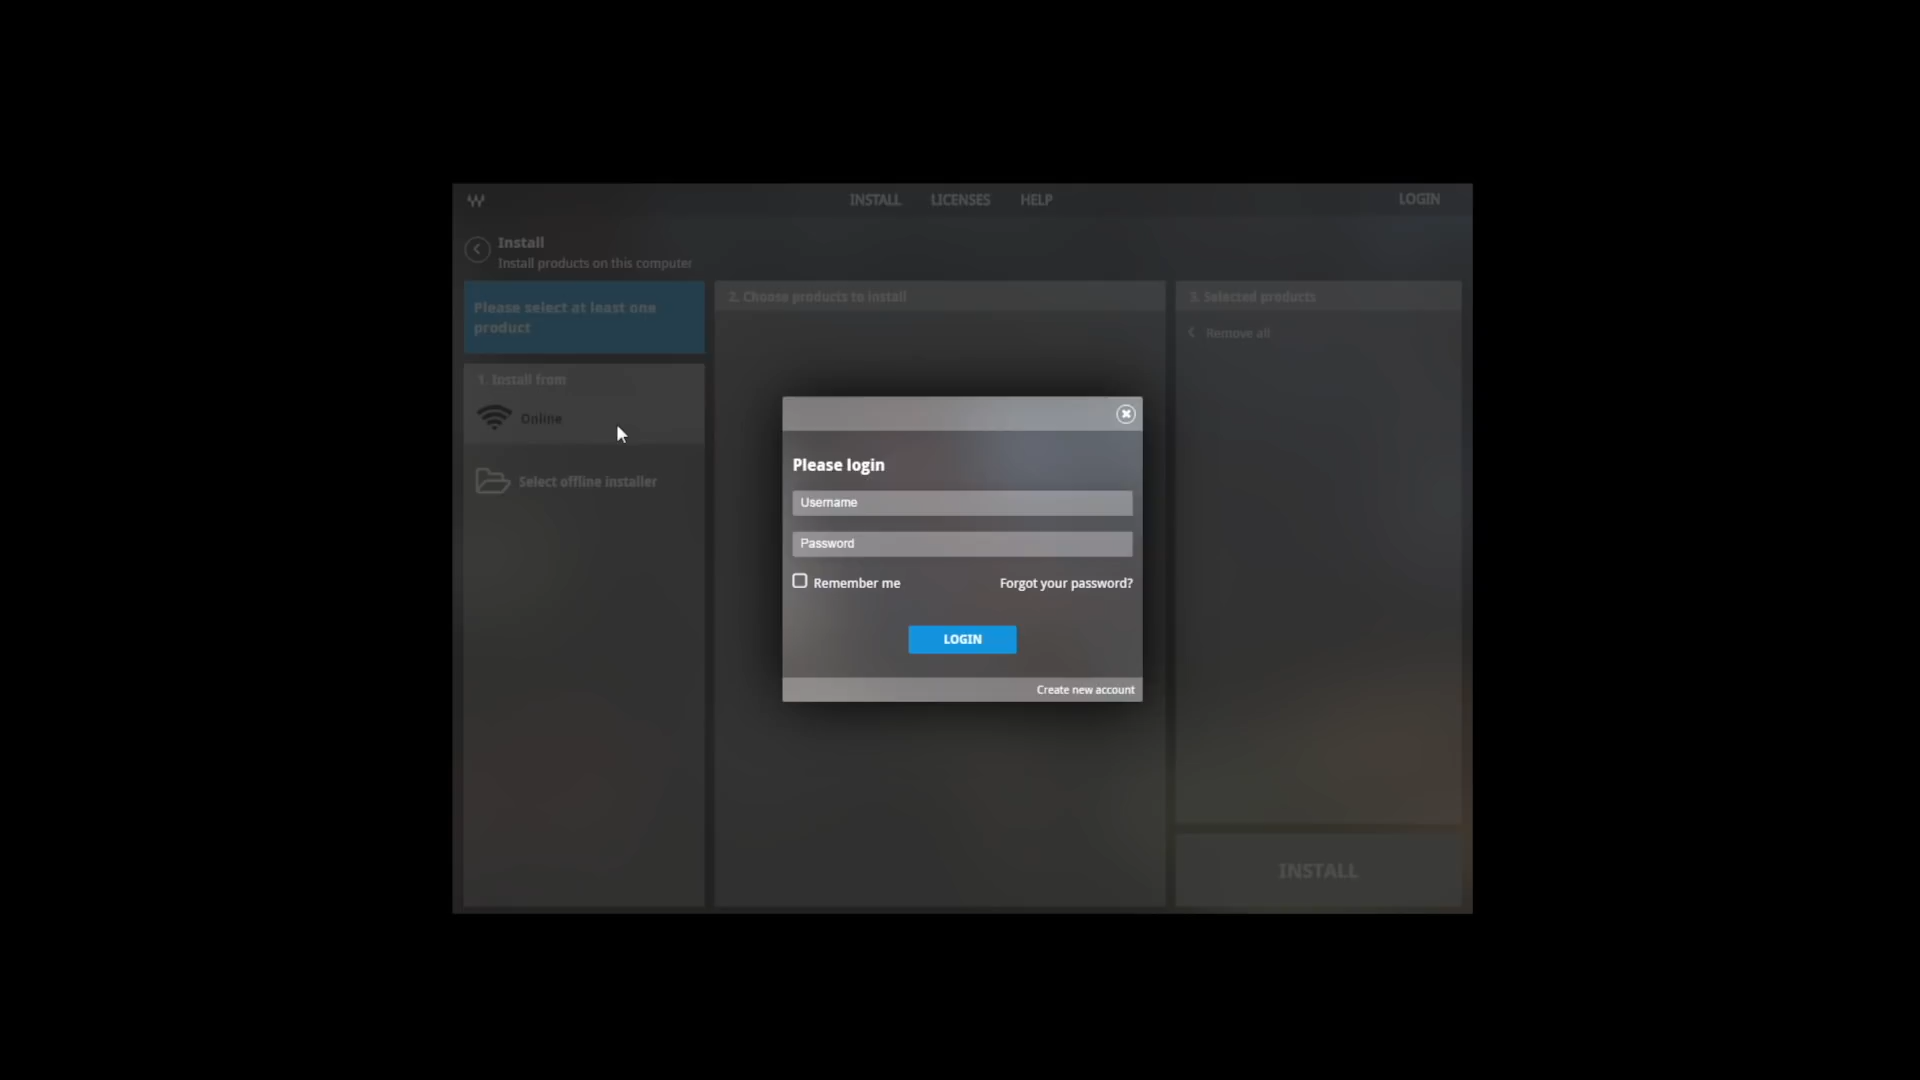 INSTALL LICENSES HELP LOGIN
Install
Install products on this computer
Please select at least one
product
1. Install from
Online
Select offline installer
2. Choose products to install
3. Selected products
Remove all
Please login
Username
Password
Remember me Forgot your password?
LOGIN
Create new account
INSTALL